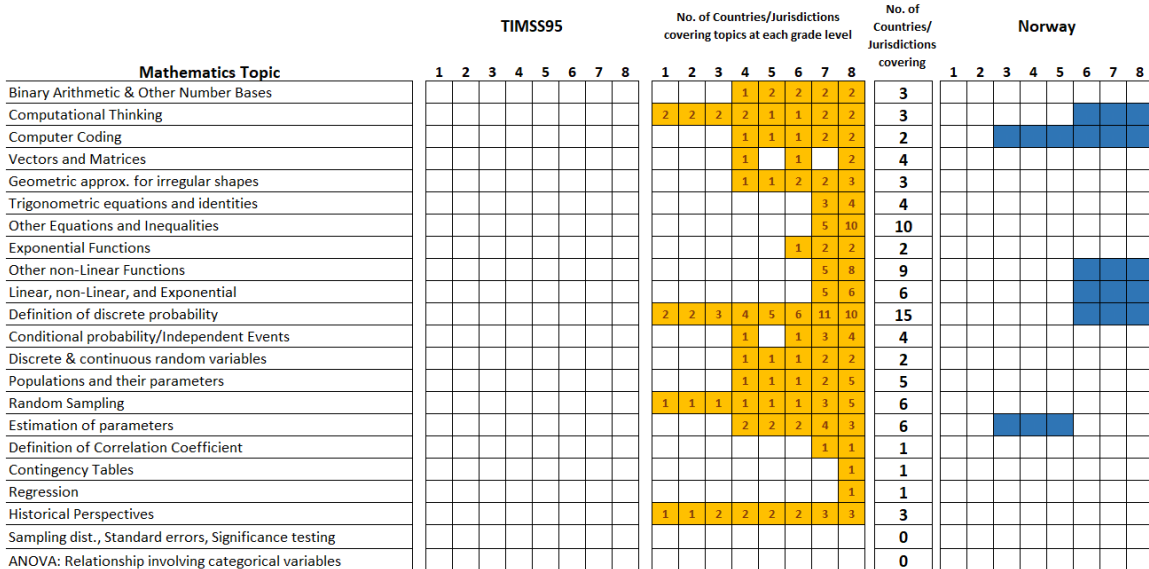 TIMSS95
No. of Countries/Jurisdictions
covering topics at each grade level
No. of
Countries/
Jurisdictions
covering
Norway
Mathematics Topic 1 2 3 4 5 6 7 8 1 2 3 4 5 6 7 8 1 2 3 4 5 6 7 8
Binary Arithmetic & Other Number Bases 1 2 2 2 2 3
Computational Thinking 2 2 2 2 1 1 2 2 3
Computer Coding 1 1 1 2 2 2
Vectors and Matrices 1 1 2 4
Geometric approx. for irregular shapes 1 1 2 2 3 3
Trigonometric equations and identities 3 4 4
Other Equations and Inequalities 5 10 10
Exponential Functions 1 2 2 2
Other non-Linear Functions 5 8 9
Linear, non-Linear, and Exponential 5 6 6
Definition of discrete probability 2 2 3 4 5 6 11 10 15
Conditional probability/Independent Events 1 1 3 4 4
Discrete & continuous random variables 1 1 1 2 2 2
Populations and their parameters 1 1 1 2 5 5
Random Sampling 1 1 1 1 1 1 3 5 6
Estimation of parameters 2 2 2 4 3 6
Definition of Correlation Coefficient 1 1 1
Contingency Tables 1 1
Regression 1 1
Historical Perspectives 1 1 2 2 2 2 3 3 3
Sampling dist., Standard errors, Significance testing 0
ANOVA: Relationship involving categorical variables 0